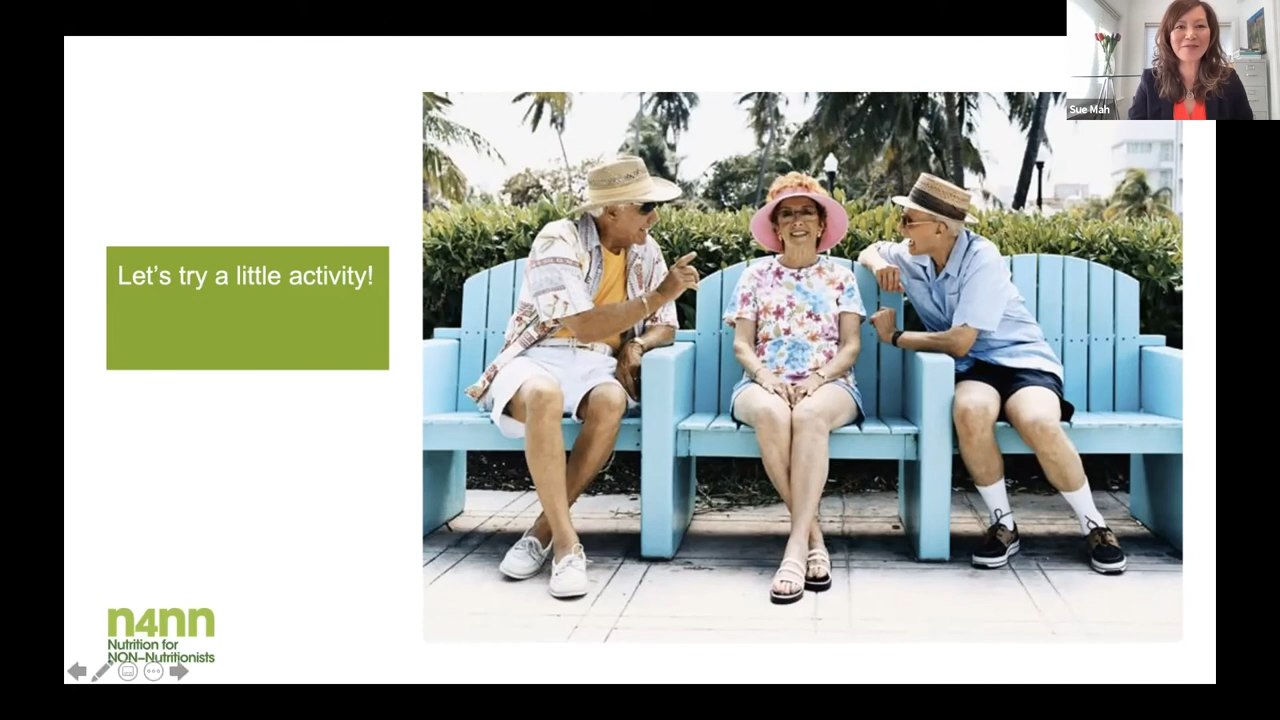 Sue Mah
Let's try a little activity!
n4nn
Nutrition for
NON–Nutritionists